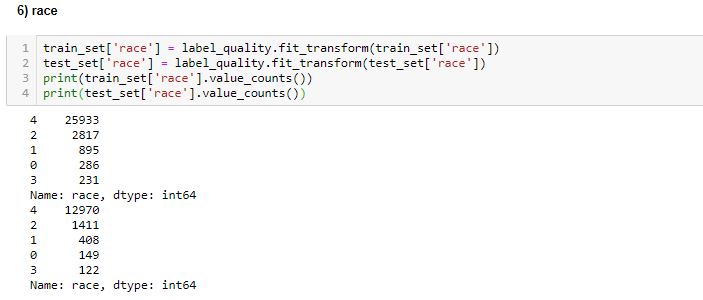 6) race
1 train_set['race'] = label_quality.fit_transform(train_set['race'])
2 test_set['race'] = label_quality.fit_transform(test_set['race'])
3 print(train_set['race'].value_counts())
4 print(test_set['race'].value_counts())
4    25933
2     2817
1      895
0      286
3      231
Name: race, dtype: int64
4    12970
2     1411
1      408
0      149
3      122
Name: race, dtype: int64